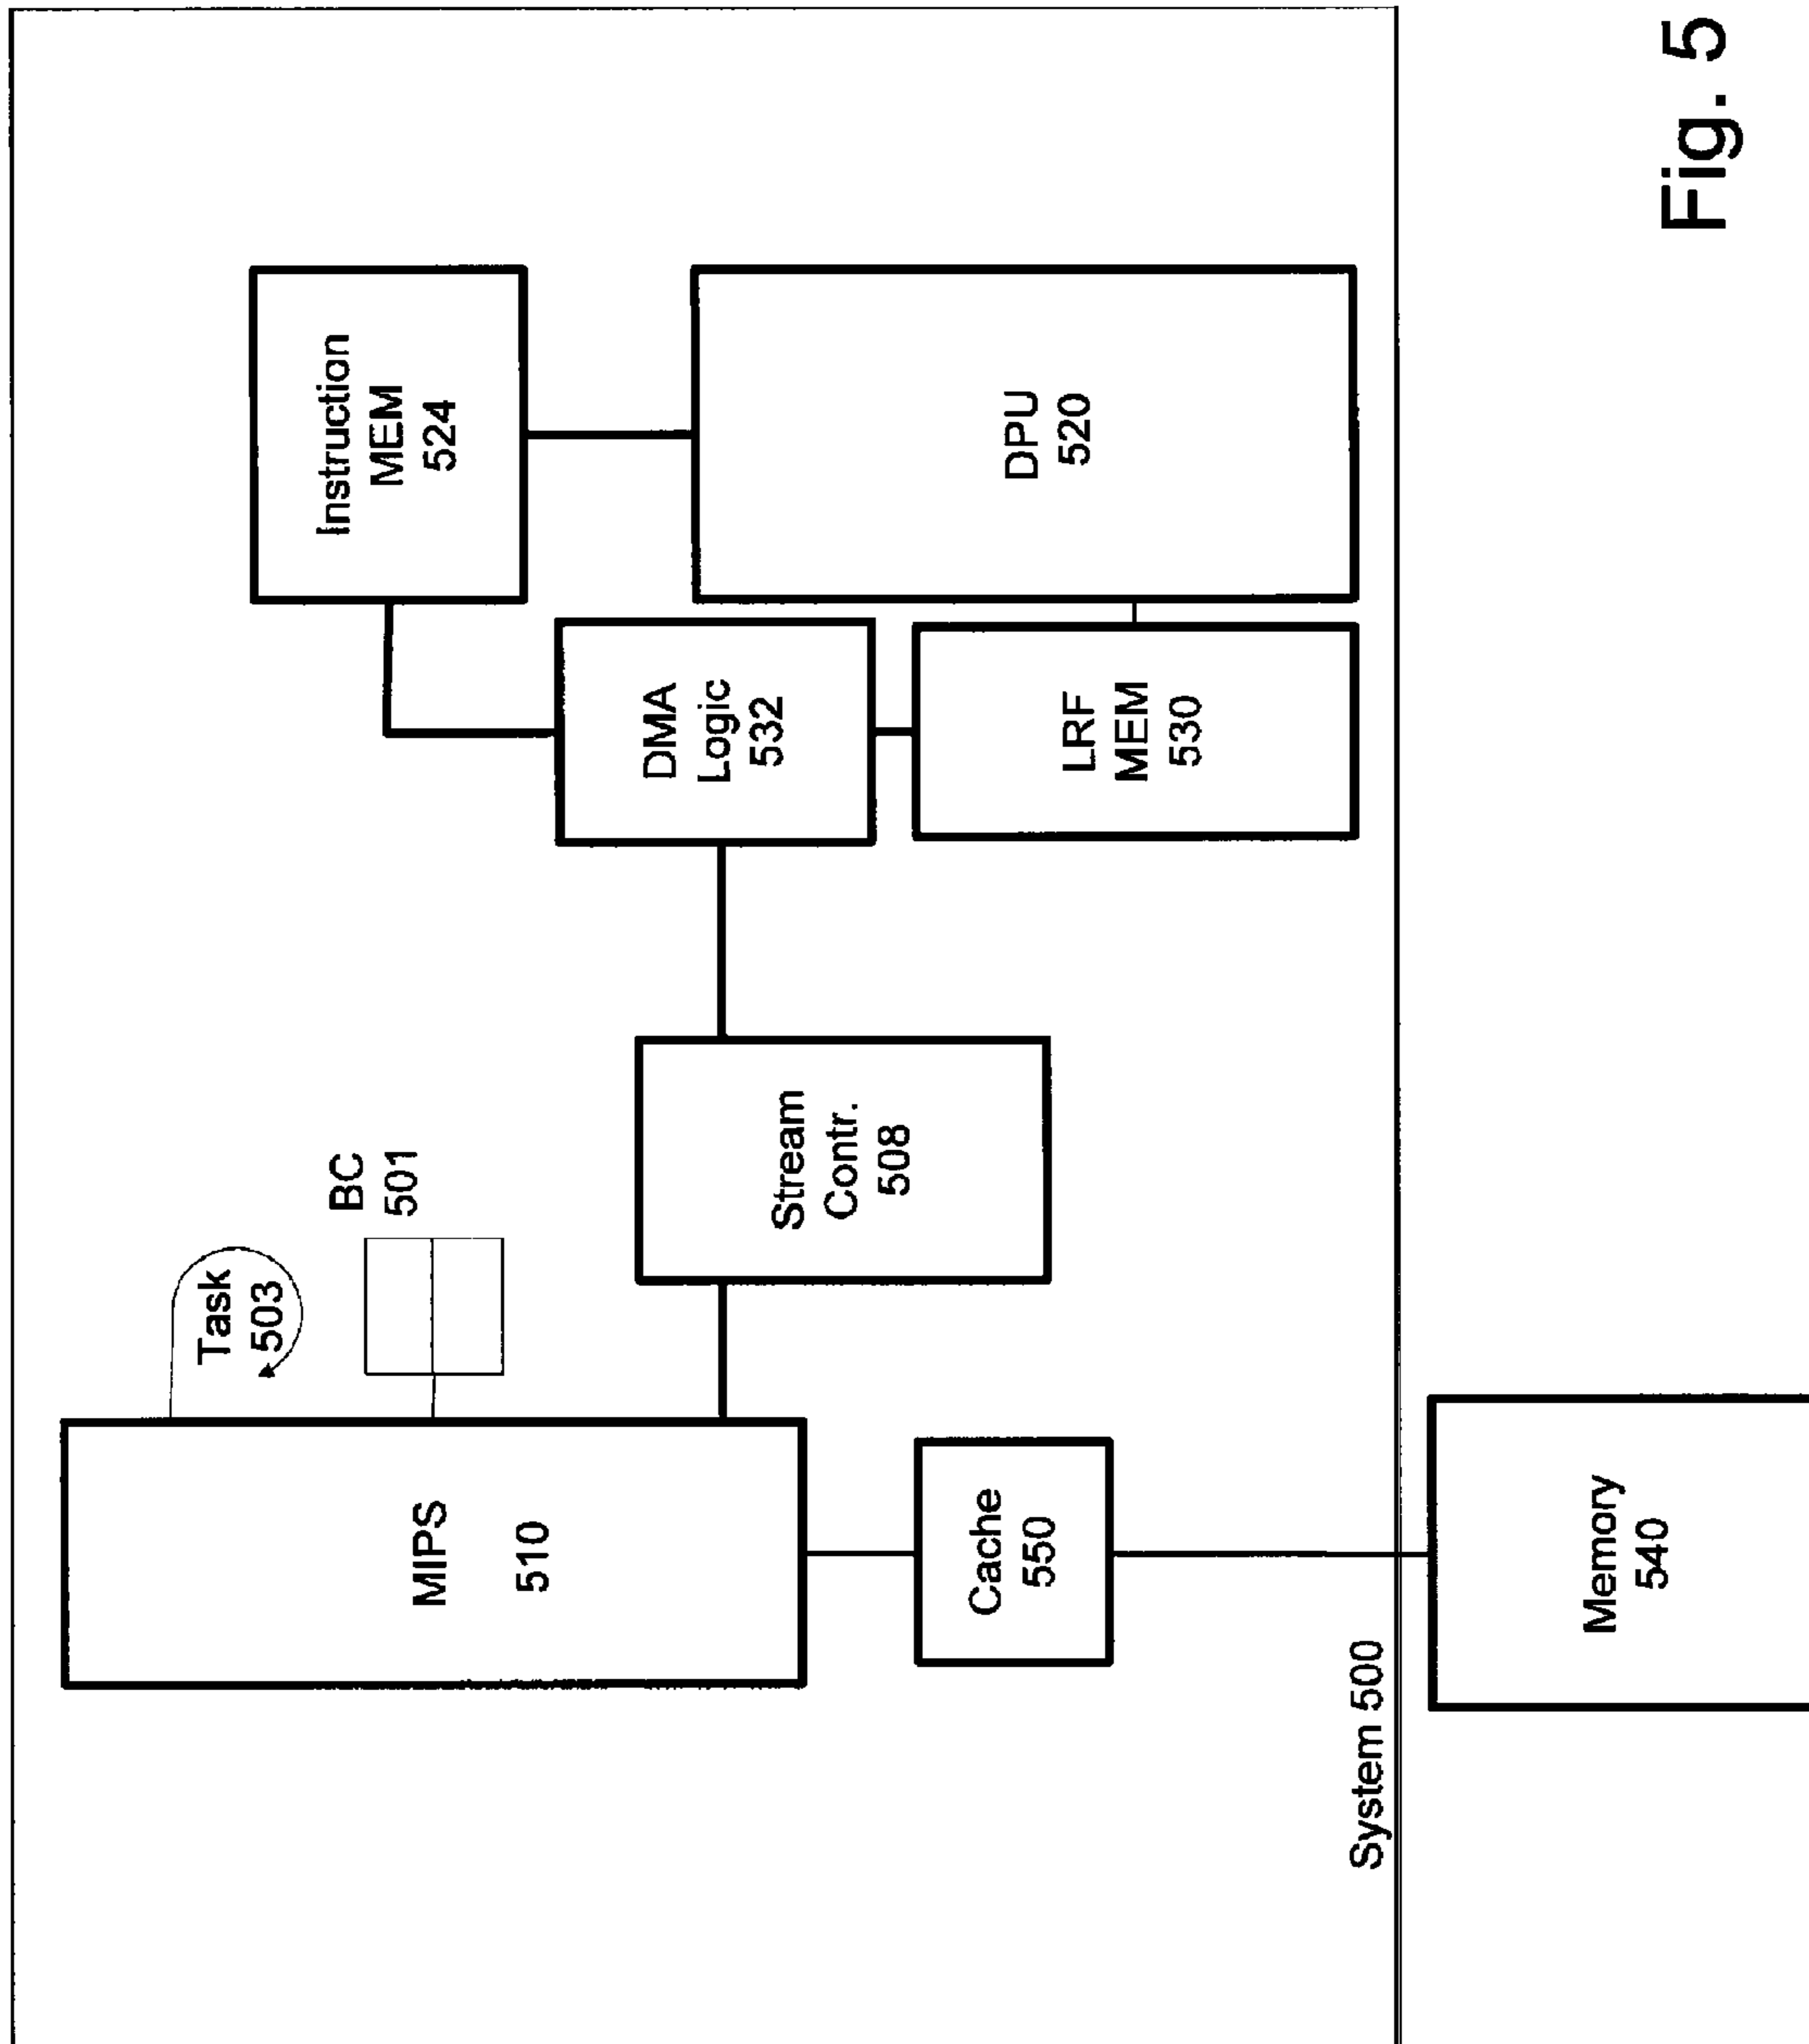 Task
503
BC
501
MIPS
510
Stream
Contr.
508
Cache
550
DMA
Logic
532
LRF
MEM
530
Instruction
MEM
524
DPU
520
System 500
Memory
540
Fig. 5